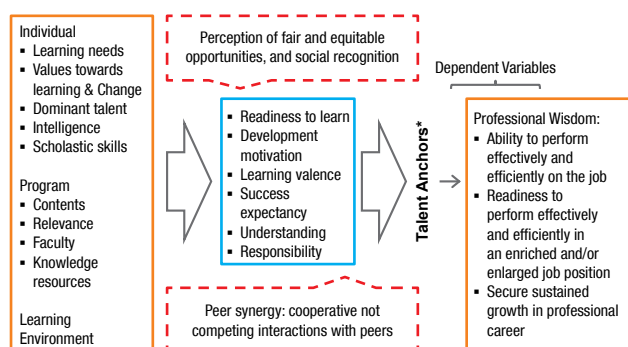 Individual
▪ Learning needs
▪ Values towards
learning & Change
▪ Dominant talent
▪ Intelligence
▪ Scholastic skills
Program
▪ Contents
▪ Relevance
▪ Faculty
▪ Knowledge
resources
Learning
Environment
Perception of fair and equitable
opportunities, and social recognition
▪ Readiness to learn
▪ Development
motivation
▪ Learning valence
▪ Success
expectancy
▪ Understanding
▪ Responsibility
Peer synergy: cooperative not
competing interactions with peers
Talent Anchors*
Dependent Variables
Professional Wisdom:
▪ Ability to perform
effectively and
efficiently on the job
▪ Readiness to
perform effectively
and efficiently in
an enriched and/or
enlarged job position
▪ Secure sustained
growth in professional
career